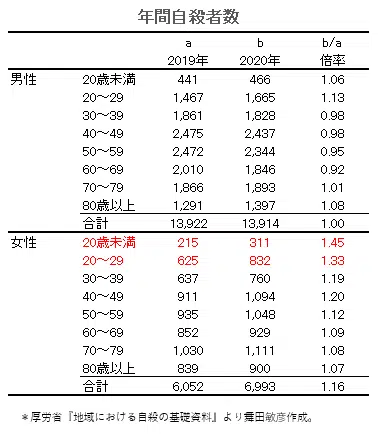 年間自殺者数
a b b/a
2019年 2020年 倍率
男性 20歳未満 441 466 1.06
20～29 1,467 1,665 1.13
30～39 1,861 1,828 0.98
40～49 2,475 2,437 0.98
50～59 2,472 2,344 0.95
60～69 2,010 1,846 0.92
70～79 1,866 1,893 1.01
80歳以上 1,291 1,397 1.08
合計 13,922 13,914 1.00
女性 20歳未満 215 311 1.45
20～29 625 832 1.33
30～39 637 760 1.19
40～49 911 1,094 1.20
50～59 935 1,048 1.12
60～69 852 929 1.09
70～79 1,030 1,111 1.08
80歳以上 839 900 1.07
合計 6,052 6,993 1.16
＊厚労省『地域における自殺の基礎資料』より舞田敏彦作成。